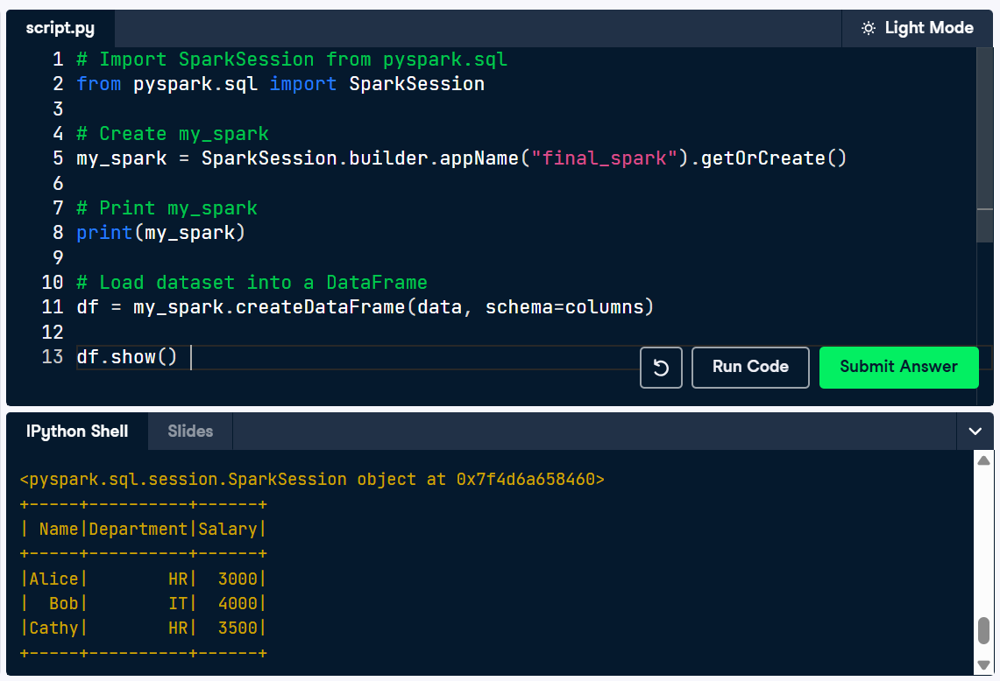 script.py
Light Mode
1 # Import SparkSession from pyspark.sql
2 from pyspark.sql import SparkSession
3
4 # Create my_spark
5 my_spark = SparkSession.builder.appName("final_spark").getOrCreate()
6
7 # Print my_spark
8 print(my_spark)
9
10 # Load dataset into a DataFrame
11 df = my_spark.createDataFrame(data, schema=columns)
12
13 df.show()
Run Code
Submit Answer
IPython Shell
Slides
<pyspark.sql.session.SparkSession object at 0x7f4d6a658460>
+-----+----------+------+
| Name|Department|Salary|
+-----+----------+------+
|Alice|        HR|  3000|
|  Bob|        IT|  4000|
|Cathy|        HR|  3500|
+-----+----------+------+